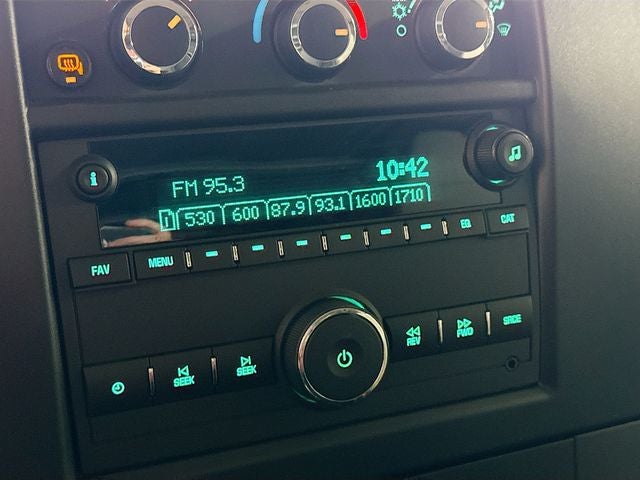 FM 95.3
10:42
1 530 600 87.9 93.1 1600 1710
FAV MENU EQ CAT
SEEK SEEK REV FWD SRCE